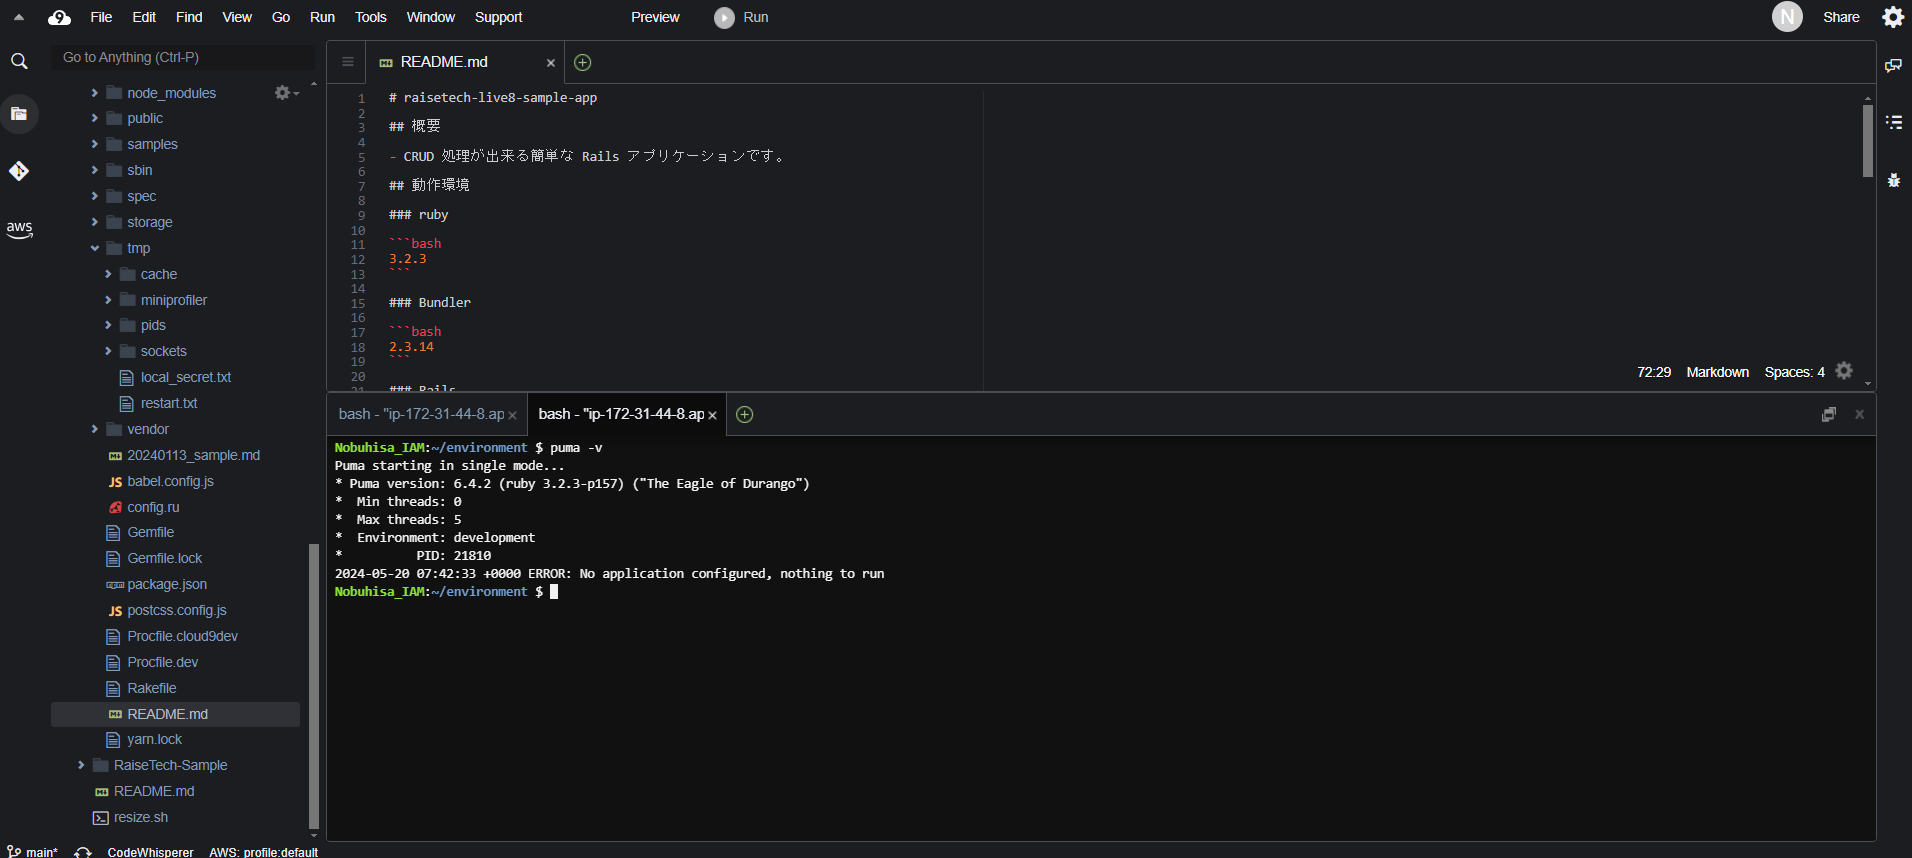 File Edit Find View Go Run Tools Window Support Preview Run N Share
Go to Anything (Ctrl-P)
node_modules
public
samples
sbin
spec
storage
tmp
cache
miniprofiler
pids
sockets
local_secret.txt
restart.txt
vendor
20240113_sample.md
babel.config.js
config.ru
Gemfile
Gemfile.lock
package.json
postcss.config.js
Procfile.cloud9dev
Procfile.dev
Rakefile
README.md
yarn.lock
RaiseTech-Sample
README.md
resize.sh
aws
README.md
1 # raisetech-live8-sample-app
2
3 ## 概要
4
5 - CRUD 処理が出来る簡単な Rails アプリケーションです。
6
7 ## 動作環境
8
9 ### ruby
10
11 ```bash
12 3.2.3
13 ```
14
15 ### Bundler
16
17 ```bash
18 2.3.14
19 ```
20
21 ### Rails
72:29 Markdown Spaces: 4
bash - "ip-172-31-44-8.ap bash - "ip-172-31-44-8.ap
Nobuhisa_IAM:~/environment $ puma -v
Puma starting in single mode...
* Puma version: 6.4.2 (ruby 3.2.3-p157) ("The Eagle of Durango")
*  Min threads: 0
*  Max threads: 5
*  Environment: development
*          PID: 21810
2024-05-20 07:42:33 +0000 ERROR: No application configured, nothing to run
Nobuhisa_IAM:~/environment $
main* CodeWhisperer AWS: profile:default